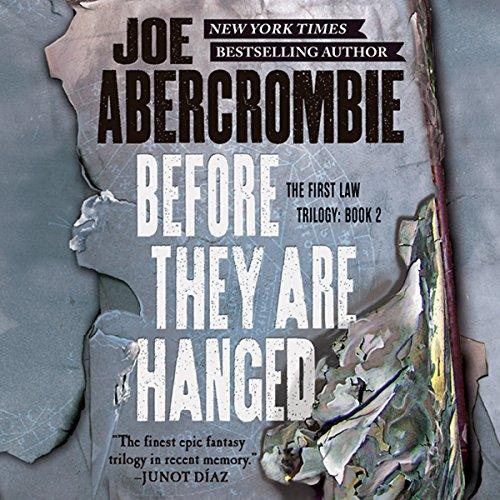 JOE
NEW YORK TIMES
BESTSELLING AUTHOR
ABERCROMBIE
BEFORE
THE FIRST LAW
TRILOGY: BOOK 2
THEY ARE
HANGED
"The finest epic fantasy
trilogy in recent memory."
–JUNOT DÍAZ